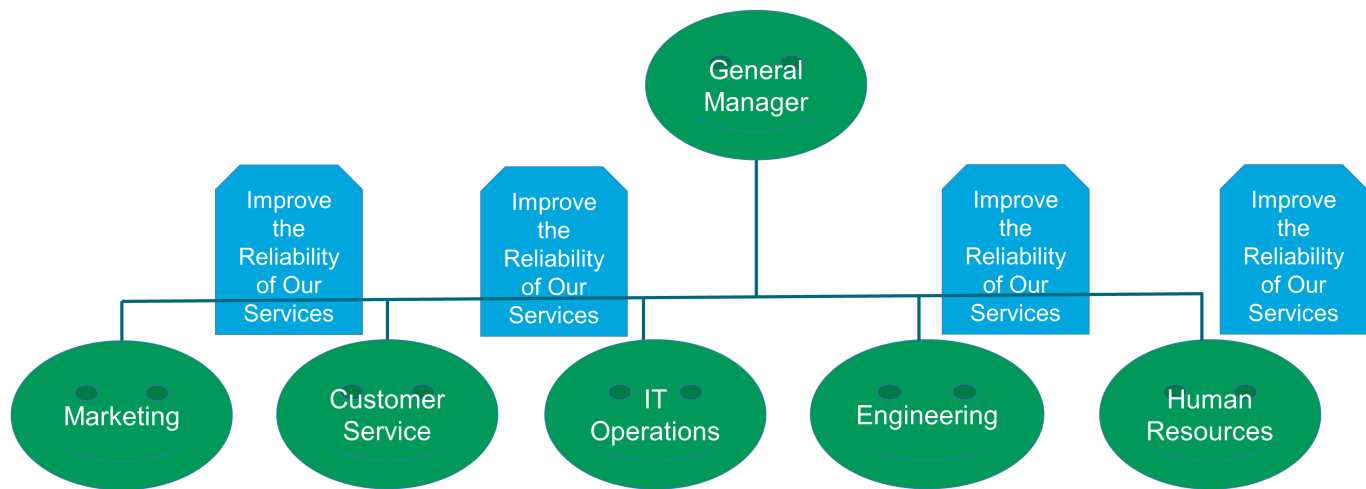 General
Manager
Improve
the
Reliability
of Our
Services
Improve
the
Reliability
of Our
Services
Improve
the
Reliability
of Our
Services
Improve
the
Reliability
of Our
Services
Marketing
Customer
Service
IT
Operations
Engineering
Human
Resources